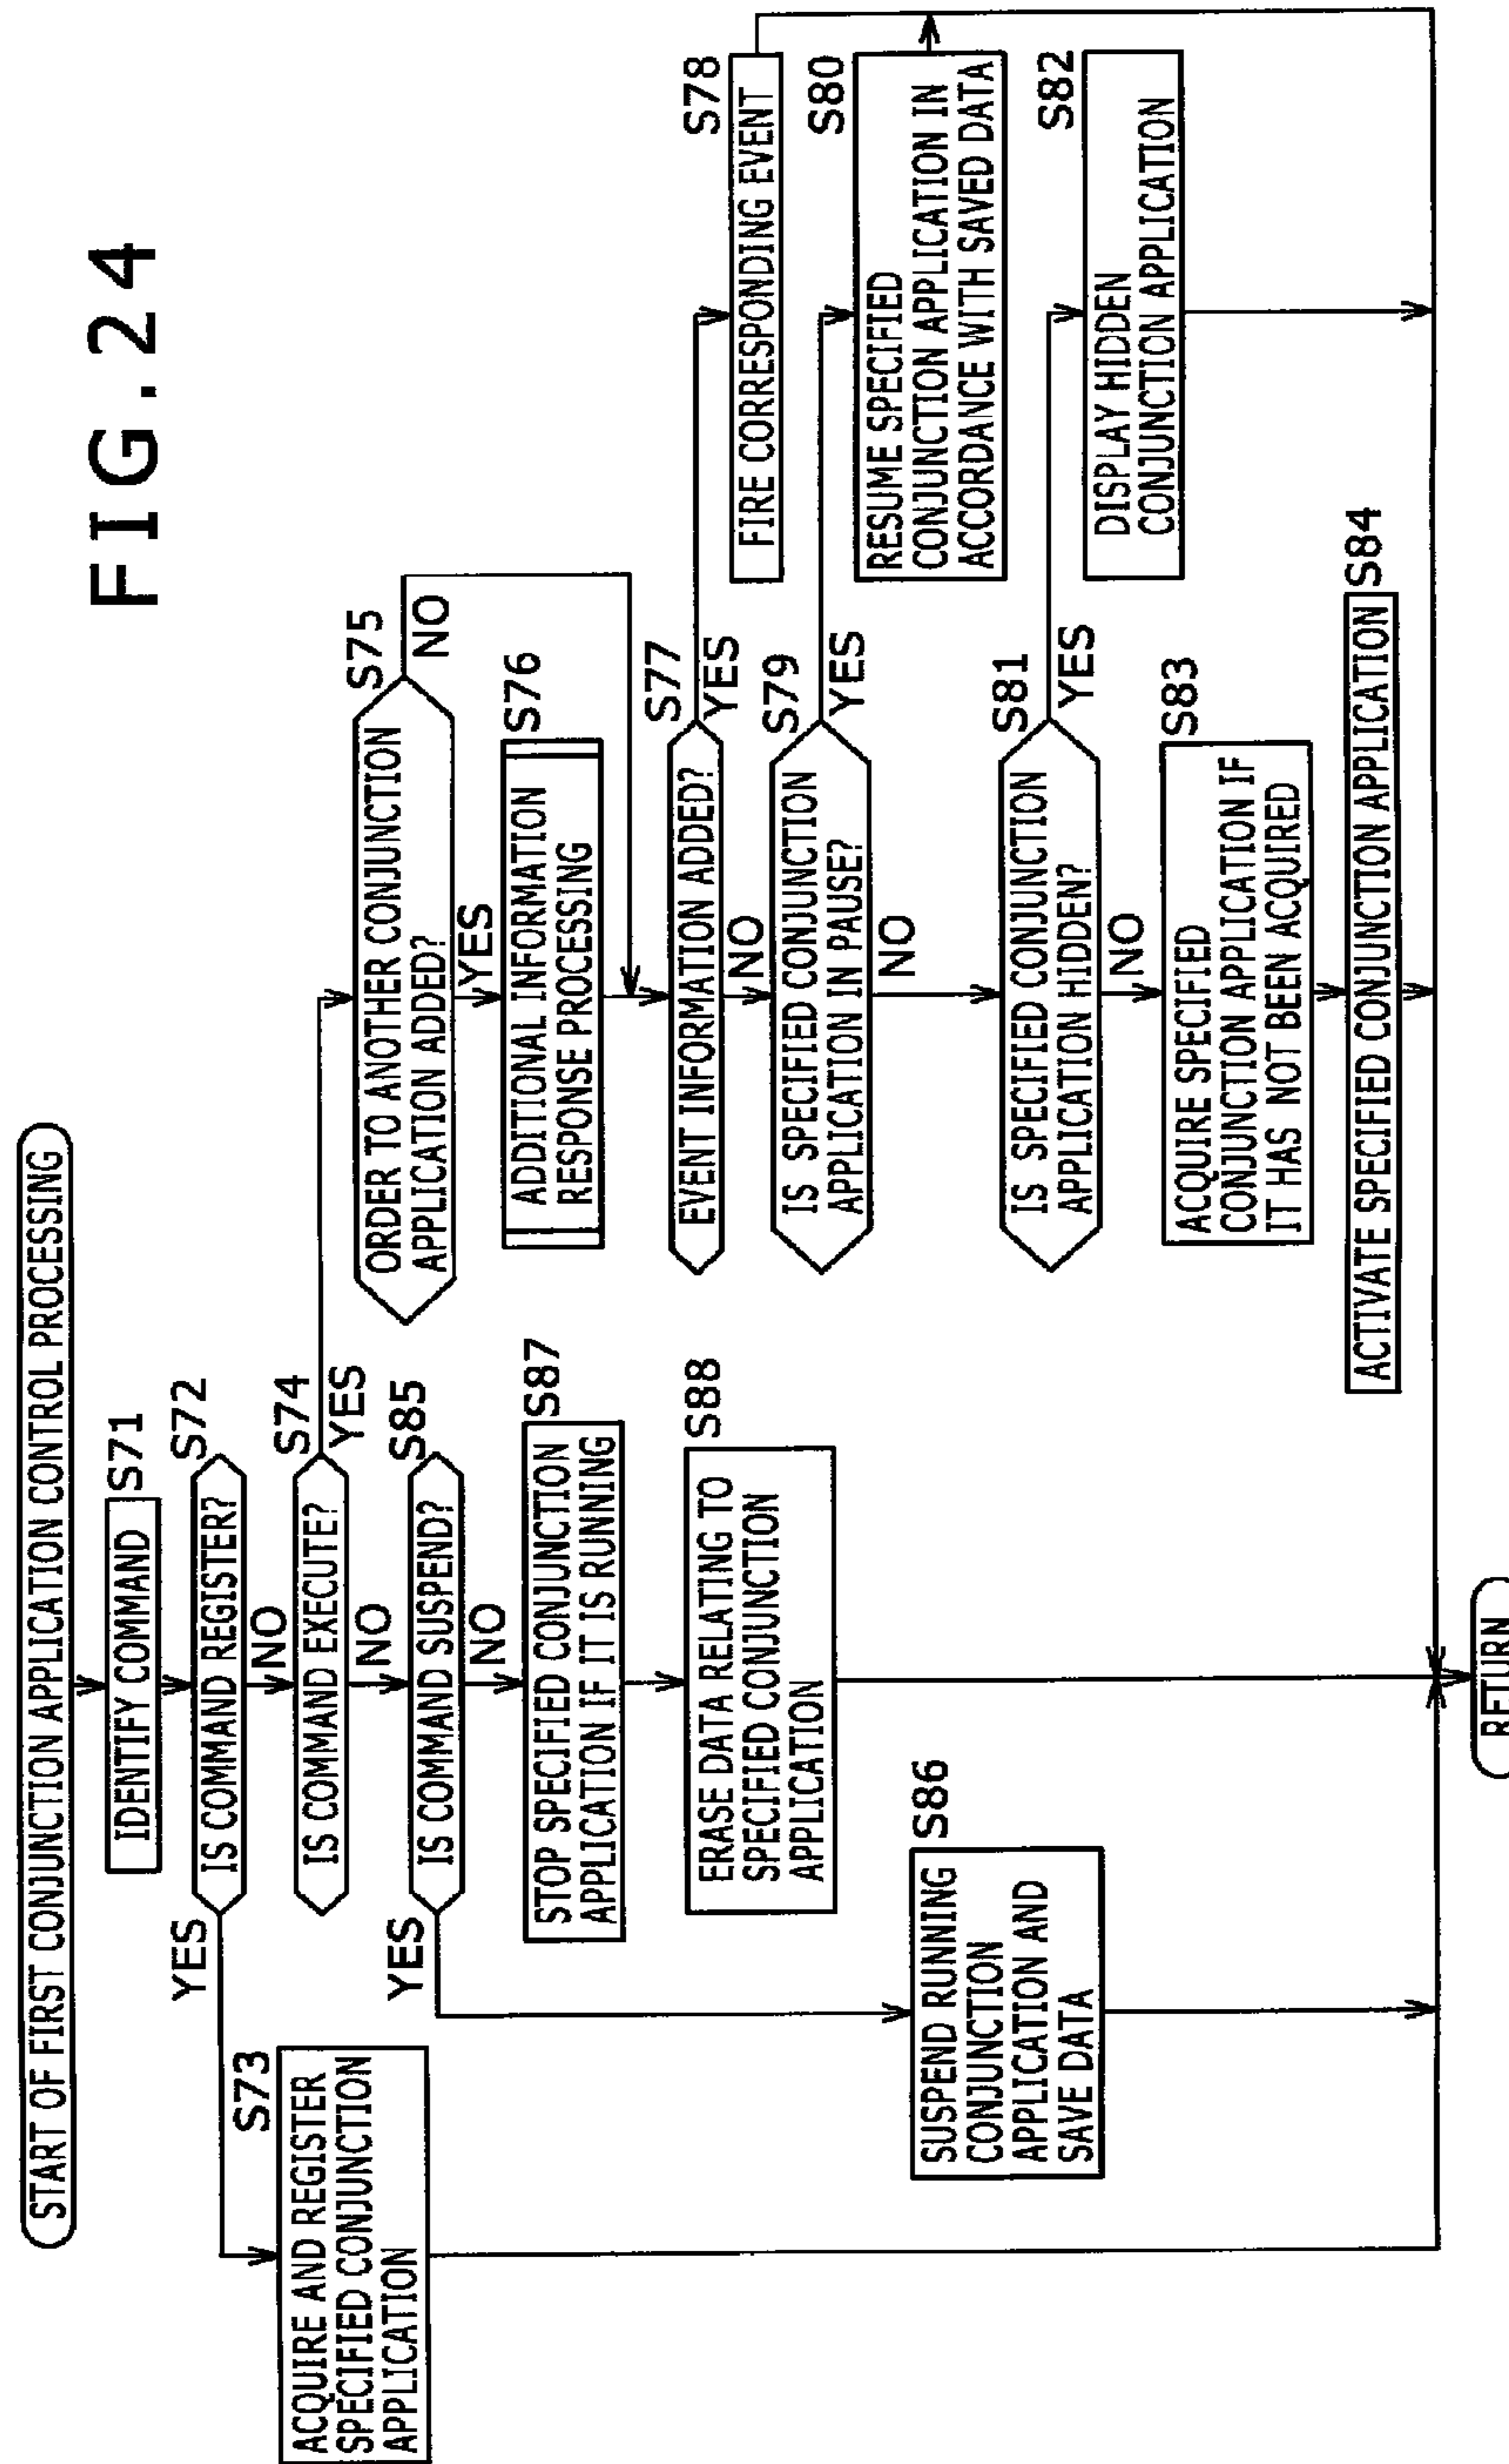 FIG.24
START OF FIRST CONJUNCTION APPLICATION CONTROL PROCESSING
IDENTIFY COMMAND
S71
IS COMMAND REGISTER?
S72
YES
NO
ACQUIRE AND REGISTER
SPECIFIED CONJUNCTION
APPLICATION
S73
IS COMMAND EXECUTE?
S74
YES
NO
ORDER TO ANOTHER CONJUNCTION
APPLICATION ADDED?
S75
NO
YES
ADDITIONAL INFORMATION
RESPONSE PROCESSING
S76
EVENT INFORMATION ADDED?
S77
YES
NO
FIRE CORRESPONDING EVENT
S78
IS SPECIFIED CONJUNCTION
APPLICATION IN PAUSE?
S79
YES
NO
RESUME SPECIFIED
CONJUNCTION APPLICATION IN
ACCORDANCE WITH SAVED DATA
S80
IS SPECIFIED CONJUNCTION
APPLICATION HIDDEN?
S81
YES
NO
DISPLAY HIDDEN
CONJUNCTION APPLICATION
S82
ACQUIRE SPECIFIED
CONJUNCTION APPLICATION IF
IT HAS NOT BEEN ACQUIRED
S83
ACTIVATE SPECIFIED CONJUNCTION APPLICATION
S84
IS COMMAND SUSPEND?
S85
YES
NO
SUSPEND RUNNING
CONJUNCTION
APPLICATION AND
SAVE DATA
S86
STOP SPECIFIED CONJUNCTION
APPLICATION IF IT IS RUNNING
S87
ERASE DATA RELATING TO
SPECIFIED CONJUNCTION
APPLICATION
S88
RETURN